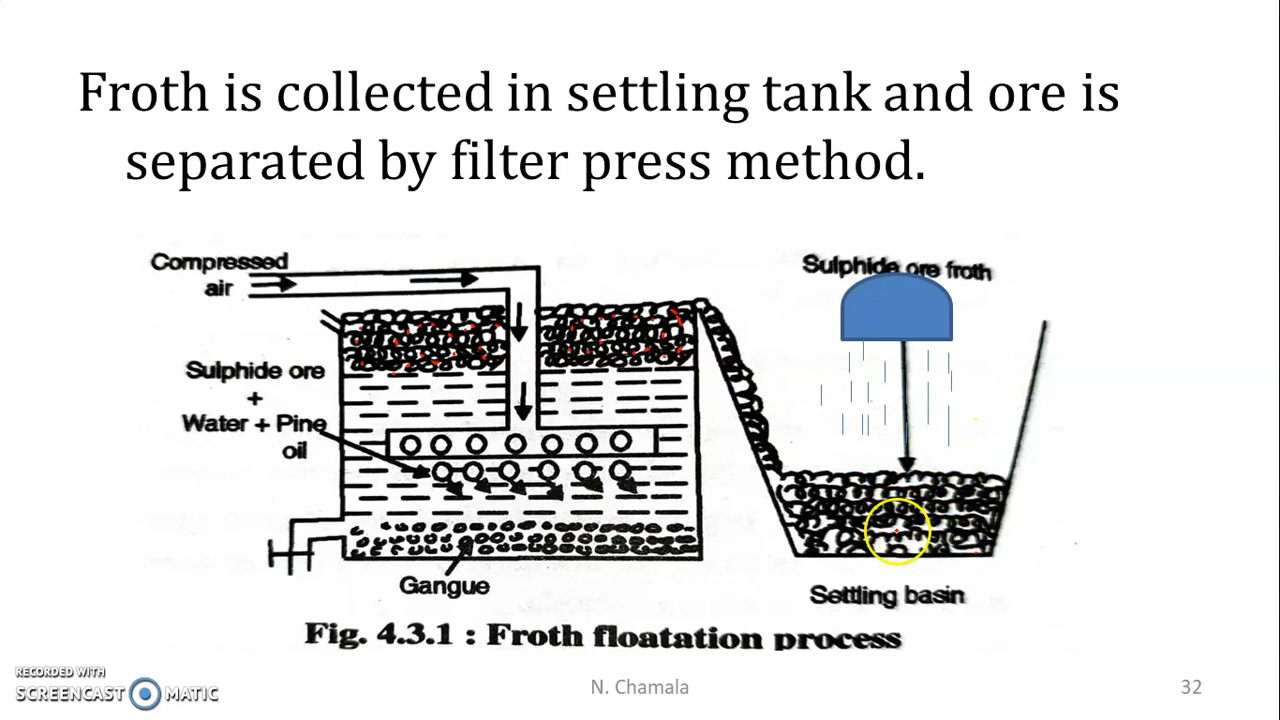 Froth is collected in settling tank and ore is
separated by filter press method.
Compressed
air
Sulphide ore froth
Sulphide ore
+
Water + Pine
oil
Gangue
Settling basin
Fig. 4.3.1 : Froth floatation process
RECORDED WITH
SCREENCAST MATIC
N. Chamala
32